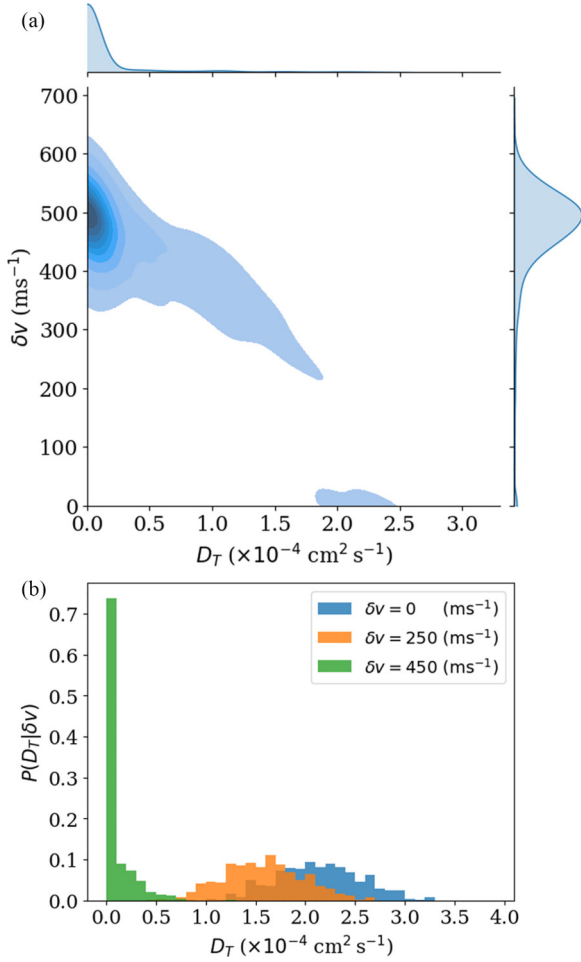 (a)
700
600
500
400
300
200
100
0
δv (ms⁻¹)
0.0 0.5 1.0 1.5 2.0 2.5 3.0
D_T (×10⁻⁴ cm² s⁻¹)
(b)
δv = 0 (ms⁻¹)
δv = 250 (ms⁻¹)
δv = 450 (ms⁻¹)
0.7
0.6
0.5
0.4
0.3
0.2
0.1
0.0
P(D_T|δv)
0.0 0.5 1.0 1.5 2.0 2.5 3.0 3.5 4.0
D_T (×10⁻⁴ cm² s⁻¹)